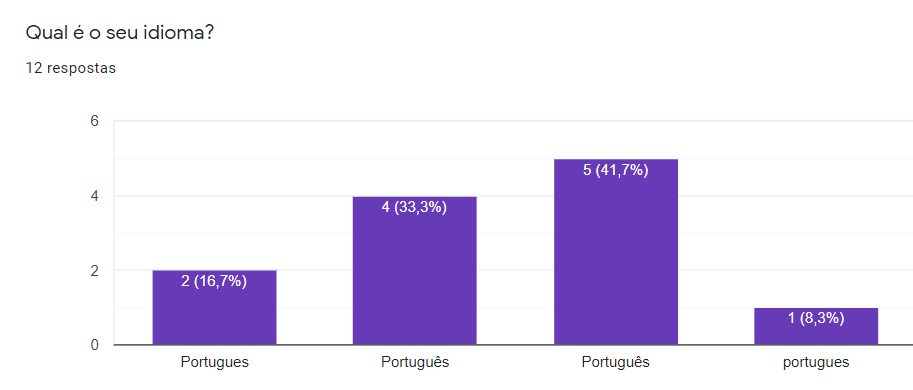 Qual é o seu idioma?
12 respostas
6
4
2
0
2 (16,7%)
4 (33,3%)
5 (41,7%)
1 (8,3%)
Portugues Português Português portugues